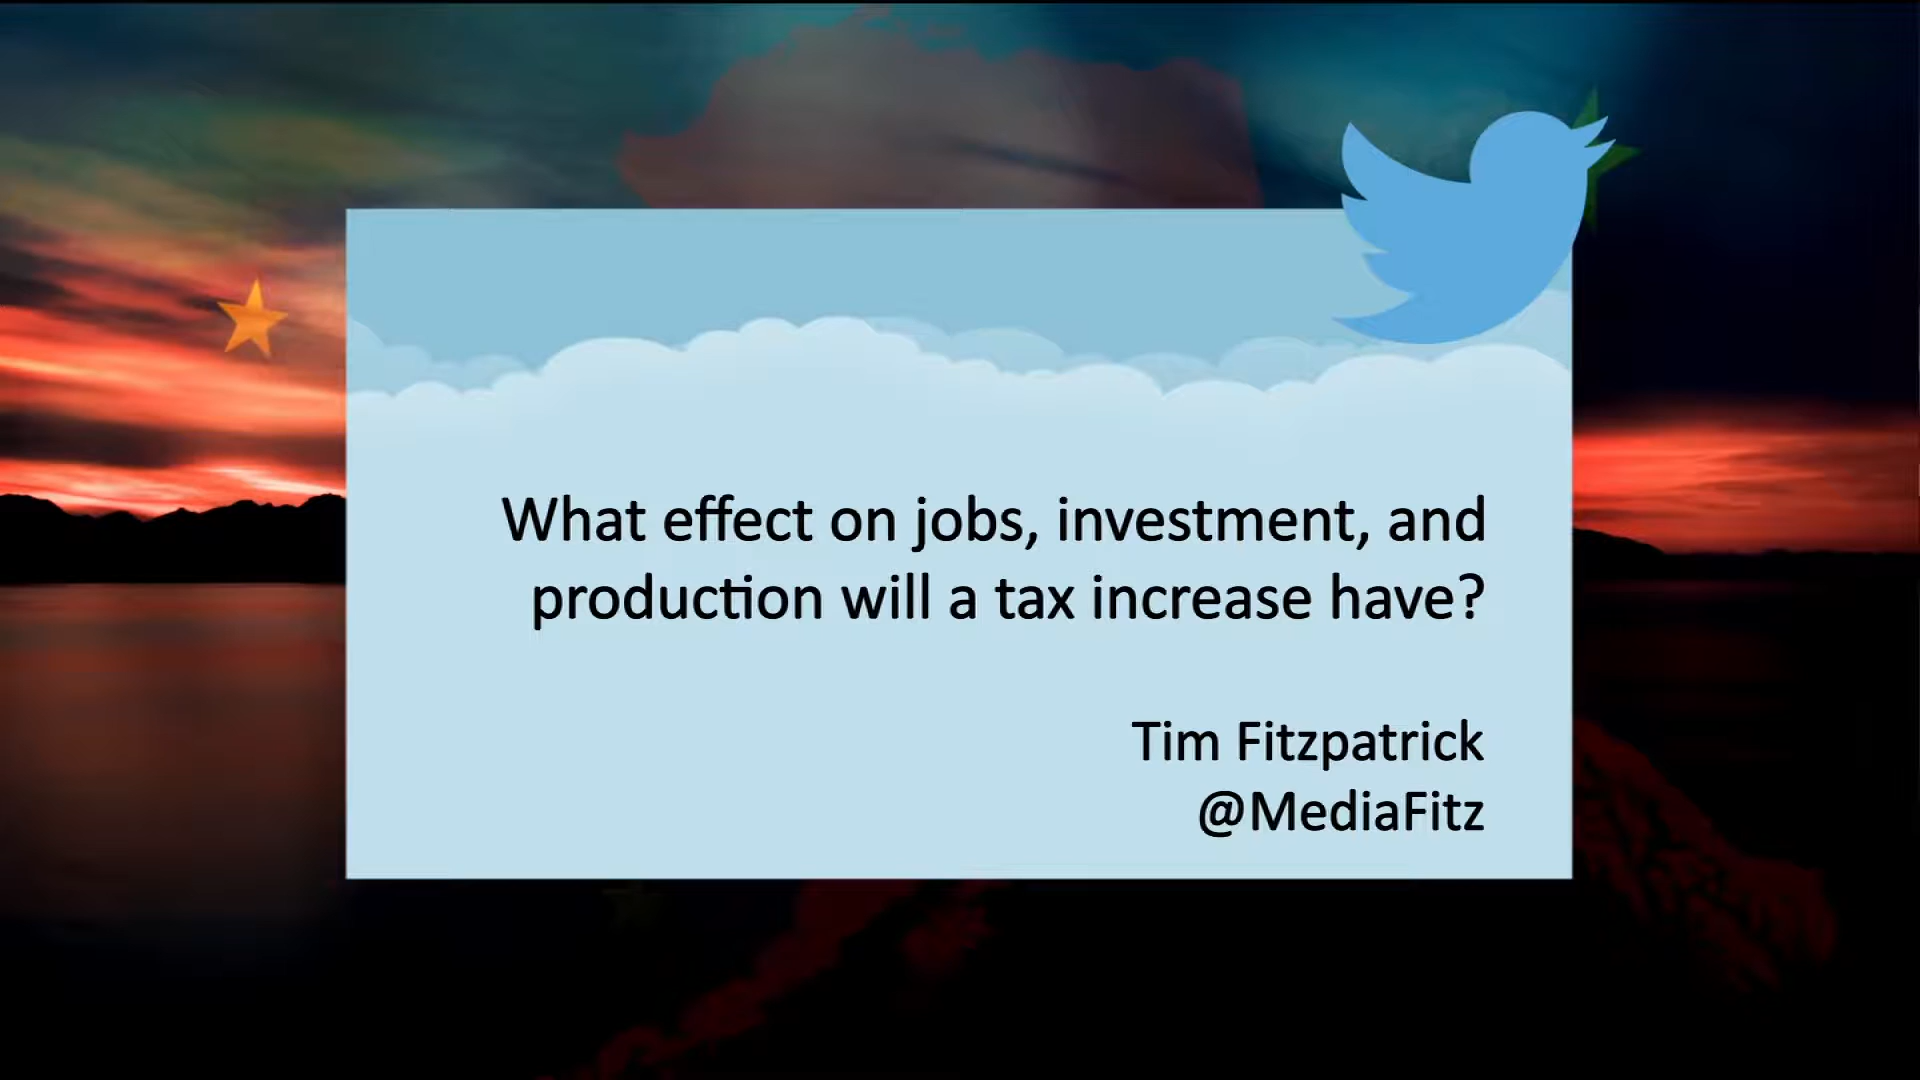 What effect on jobs, investment, and
production will a tax increase have?
Tim Fitzpatrick
@MediaFitz